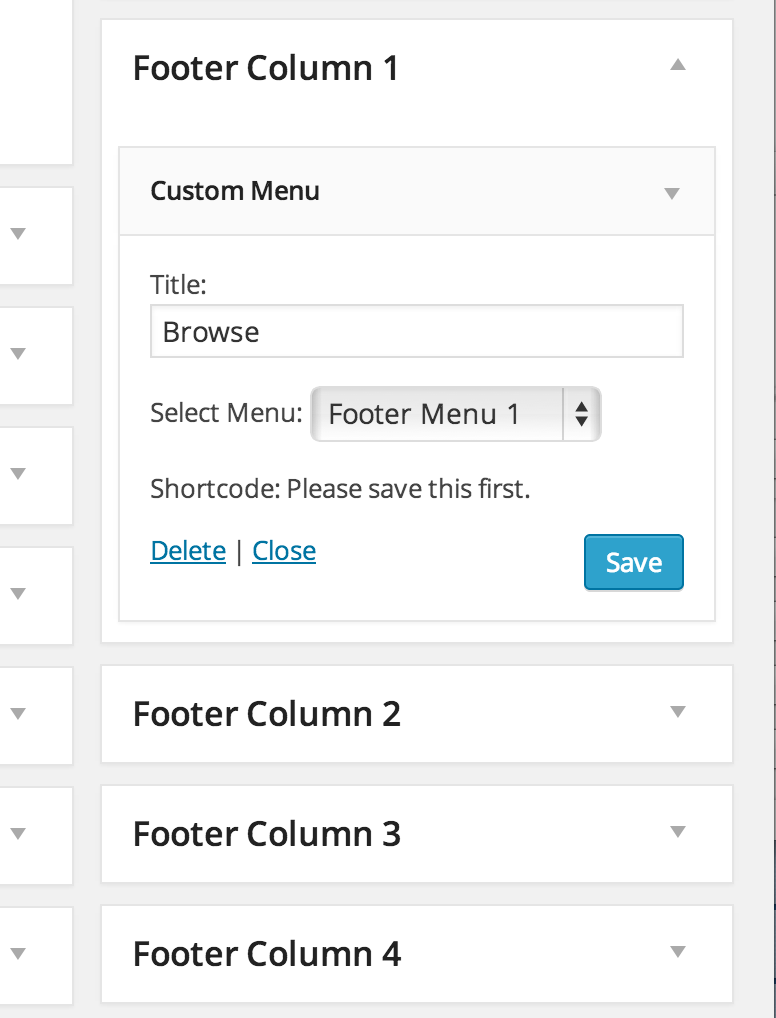 Footer Column 1
Custom Menu
Title:
Browse
Select Menu: Footer Menu 1
Shortcode: Please save this first.
Delete | Close
Save
Footer Column 2
Footer Column 3
Footer Column 4